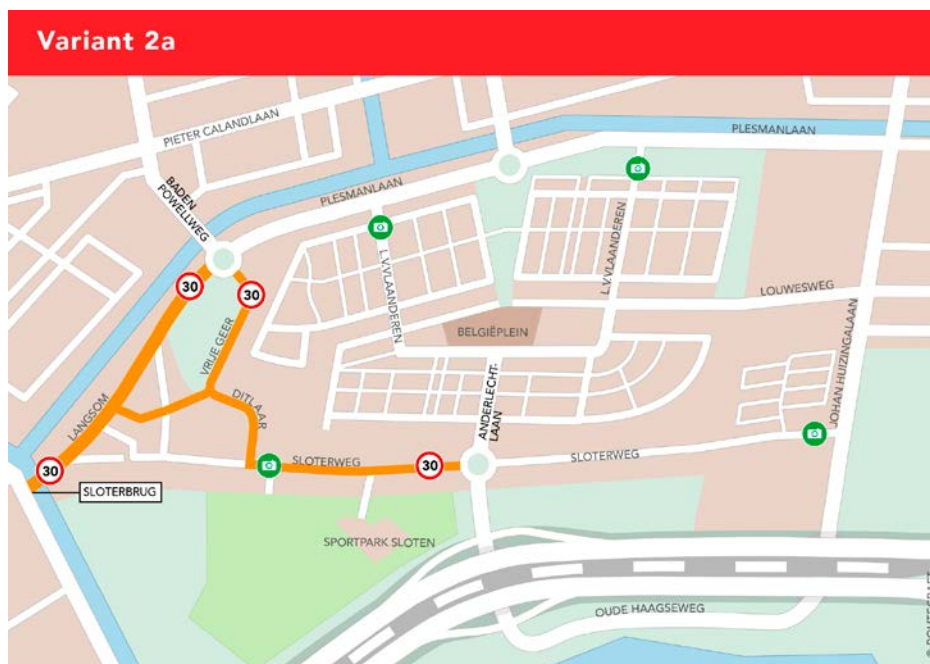 Variant 2a
PIETER CALANDLAAN
PLESMANLAAN
BADEN
POWELLWEG
PLESMANLAAN
L.V.VLAANDEREN
L.V.VLAANDEREN
30
30
LOUWESWEG
BELGIËPLEIN
VRIJE GEER
JOHAN HUIZINGALAAN
DITLAAR
LANGSOM
ANDERLECHT-
LAAN
30
SLOTERWEG
30
SLOTERWEG
SLOTERBRUG
SPORTPARK SLOTEN
OUDE HAAGSEWEG
© ROUTECRAFT